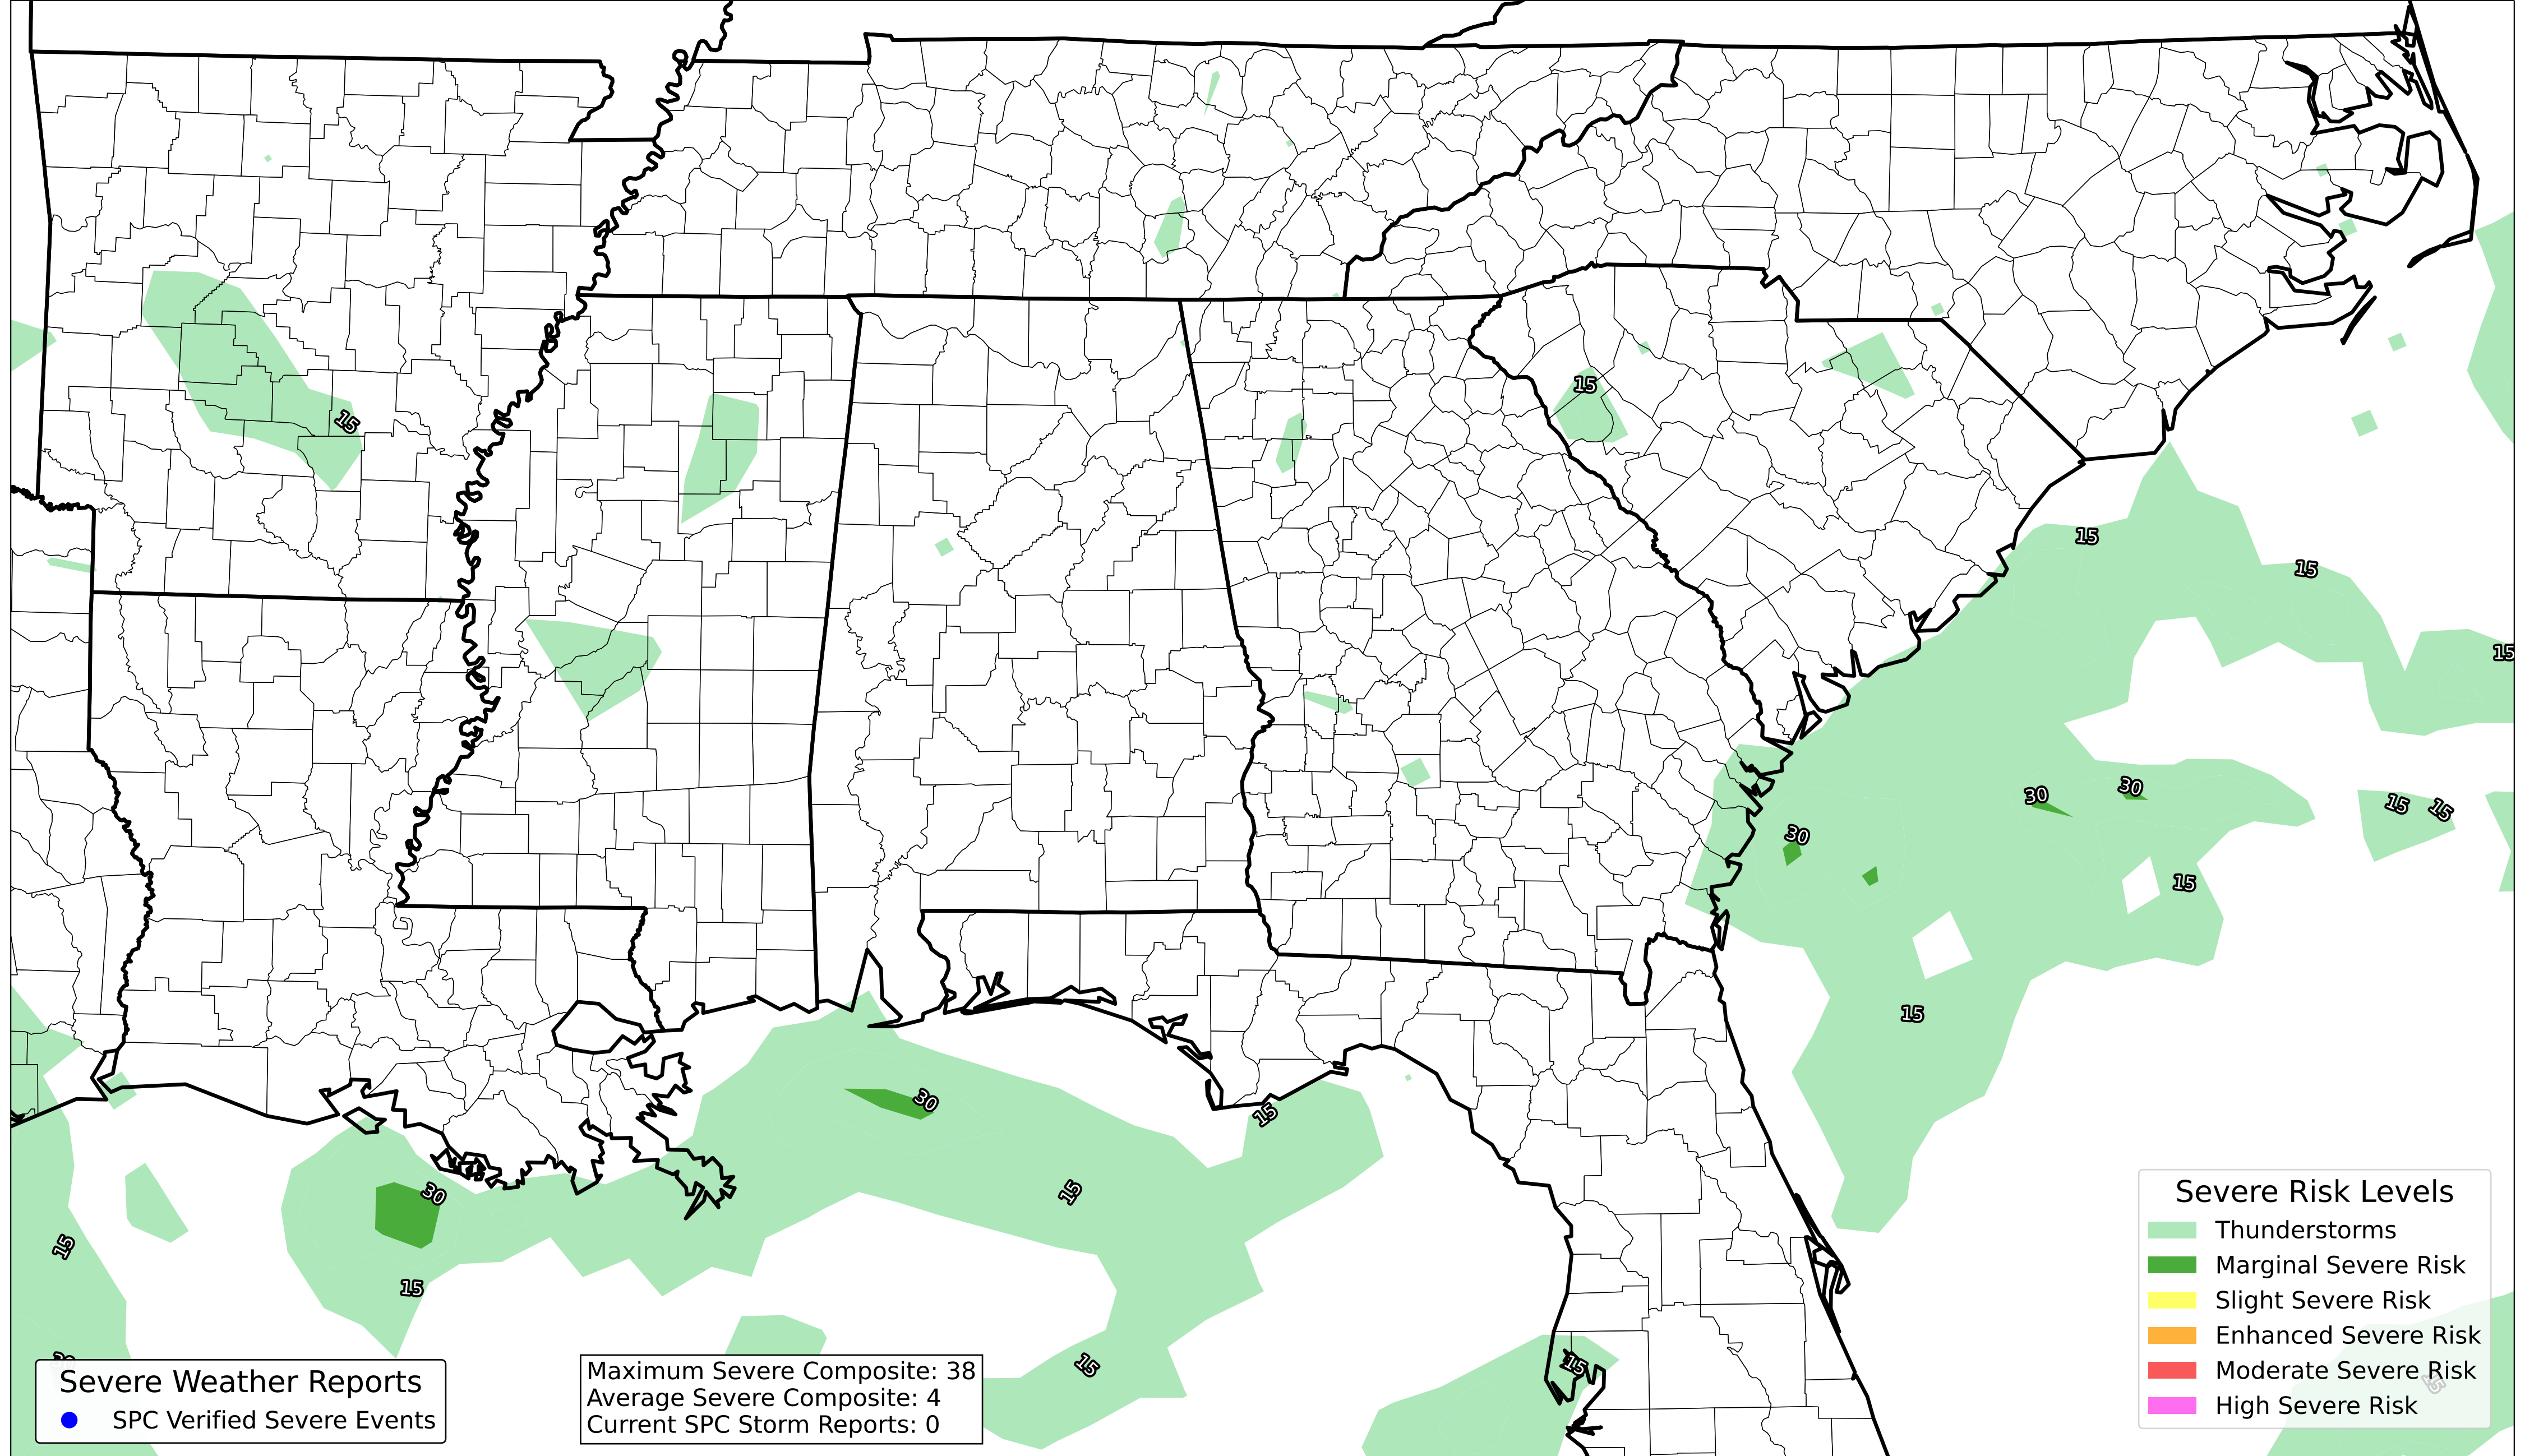 15
15
15
15
15
30
30
30
15
15
15
15
30
15
30
15
15
15
15
15
Severe Risk Levels
Thunderstorms
Marginal Severe Risk
Slight Severe Risk
Enhanced Severe Risk
Moderate Severe Risk
High Severe Risk
Severe Weather Reports
SPC Verified Severe Events
Maximum Severe Composite: 38
Average Severe Composite: 4
Current SPC Storm Reports: 0